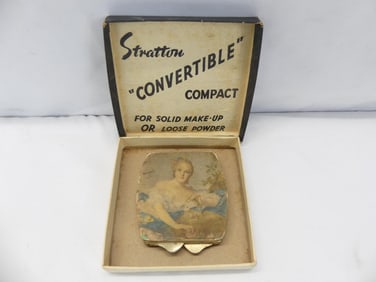 Stratton
"CONVERTIBLE"
COMPACT
FOR SOLID MAKE-UP
OR LOOSE POWDER